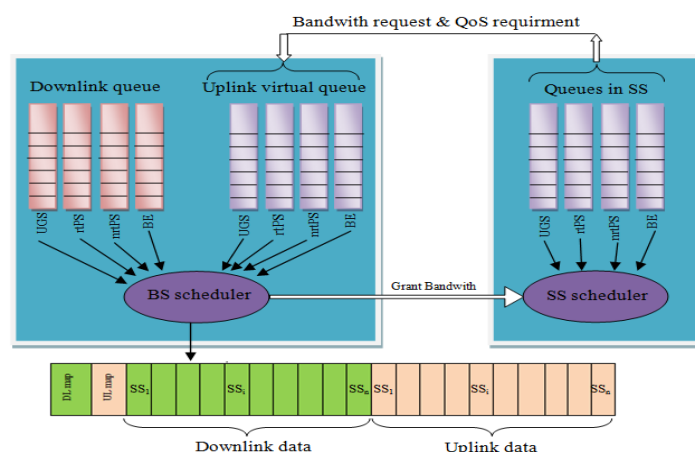 Bandwith request & QoS requirment
Downlink queue
Uplink virtual queue
Queues in SS
UGS
rtPS
nrtPS
BE
UGS
rtPS
nrtPS
BE
UGS
rtPS
nrtPS
BE
BS scheduler
Grant Bandwith
SS scheduler
DL map
UL map
SS₁
SSᵢ
SSₙ
SS₁
SSᵢ
SSₙ
Downlink data
Uplink data